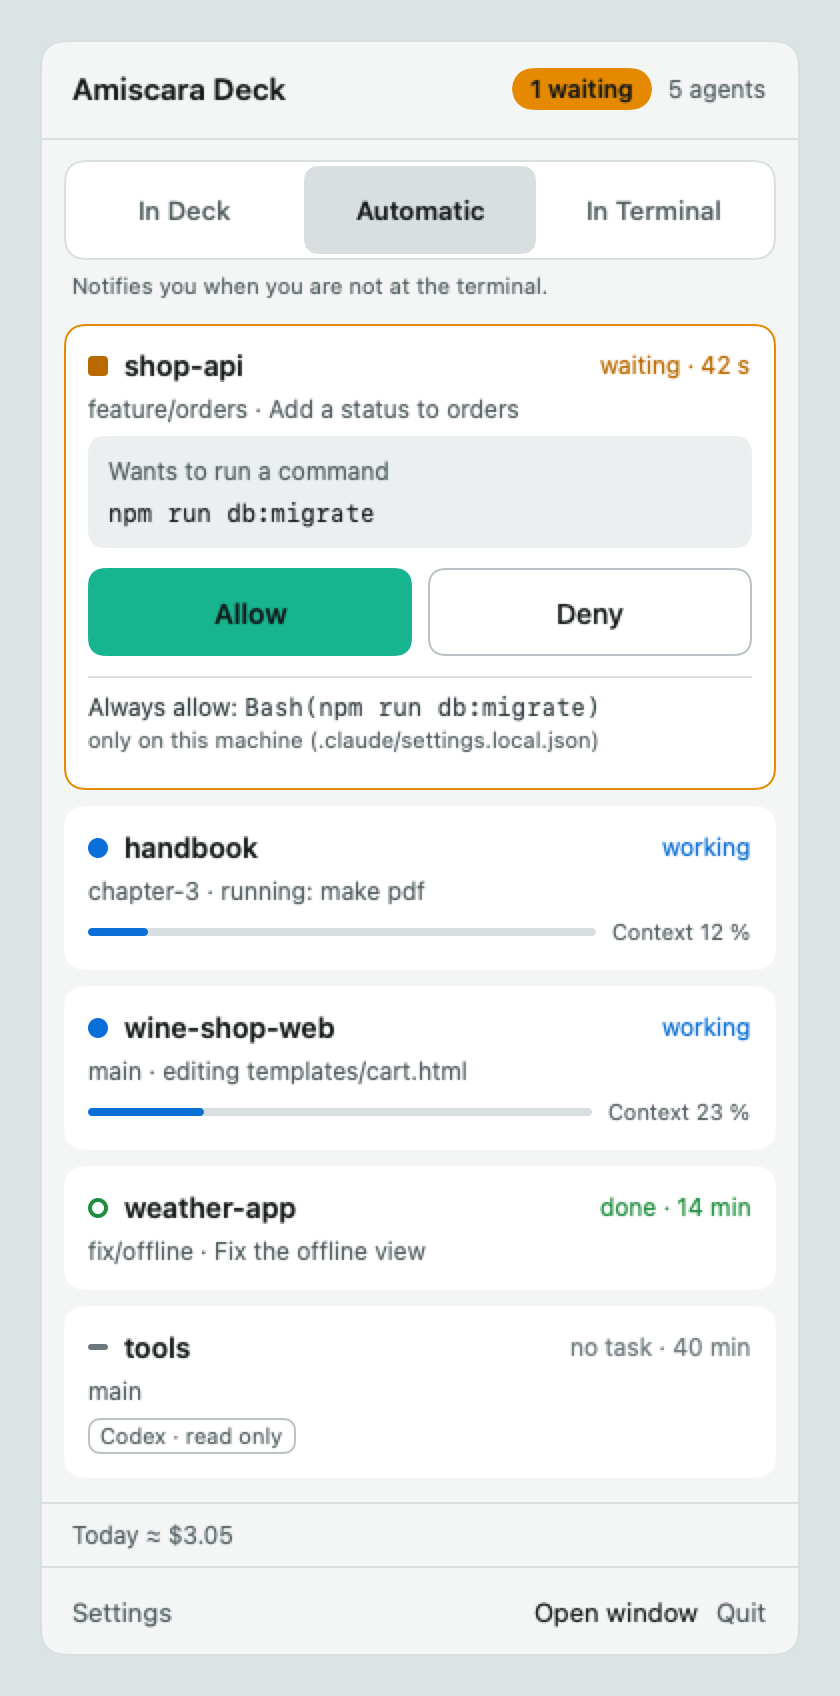 Amiscara Deck
1 waiting
5 agents
In Deck
Automatic
In Terminal
Notifies you when you are not at the terminal.
shop-api
waiting · 42 s
feature/orders · Add a status to orders
Wants to run a command
npm run db:migrate
Allow
Deny
Always allow: Bash(npm run db:migrate)
only on this machine (.claude/settings.local.json)
handbook
working
chapter-3 · running: make pdf
Context 12 %
wine-shop-web
working
main · editing templates/cart.html
Context 23 %
weather-app
done · 14 min
fix/offline · Fix the offline view
tools
no task · 40 min
main
Codex · read only
Today ≈ $3.05
Settings
Open window
Quit